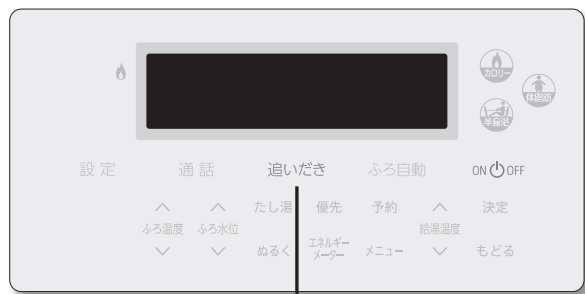 カロリー
体脂肪
半身浴
設定 通話 追いだき ふろ自動 ON OFF
たし湯 優先 予約 決定
ふろ温度 ふろ水位 給湯温度
ぬるく エネルギーメーター メニュー もどる